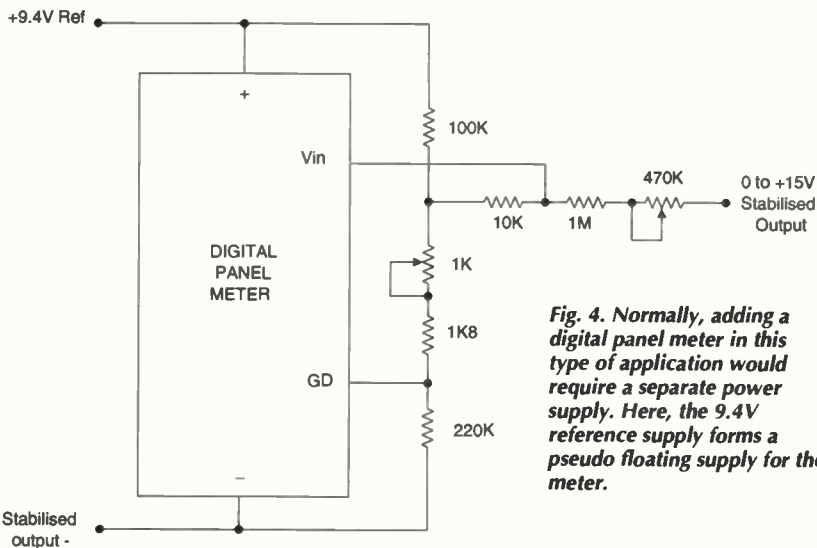 +9.4V Ref
+
100K
Vin
470K
0 to +15V
Stabilised
Output
10K
1M
DIGITAL
PANEL
METER
1K
1K8
GD
220K
−
Stabilised
output -
Fig. 4. Normally, adding a
digital panel meter in this
type of application would
require a separate power
supply. Here, the 9.4V
reference supply forms a
pseudo floating supply for the
meter.